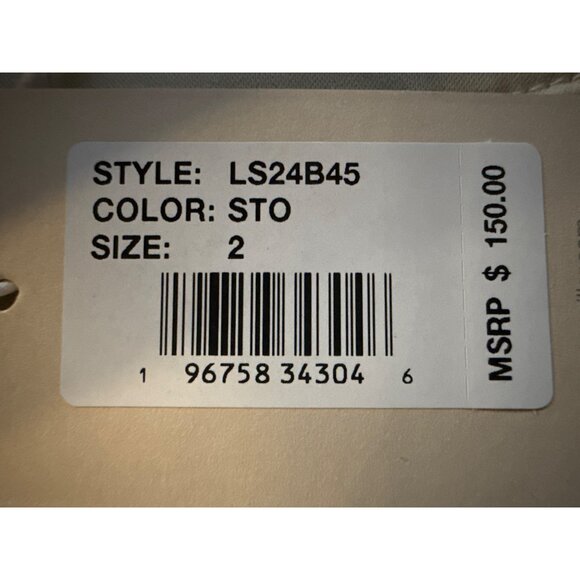 STYLE: LS24B45
COLOR: STO
SIZE: 2
1 96758 34304 6
MSRP $ 150.00